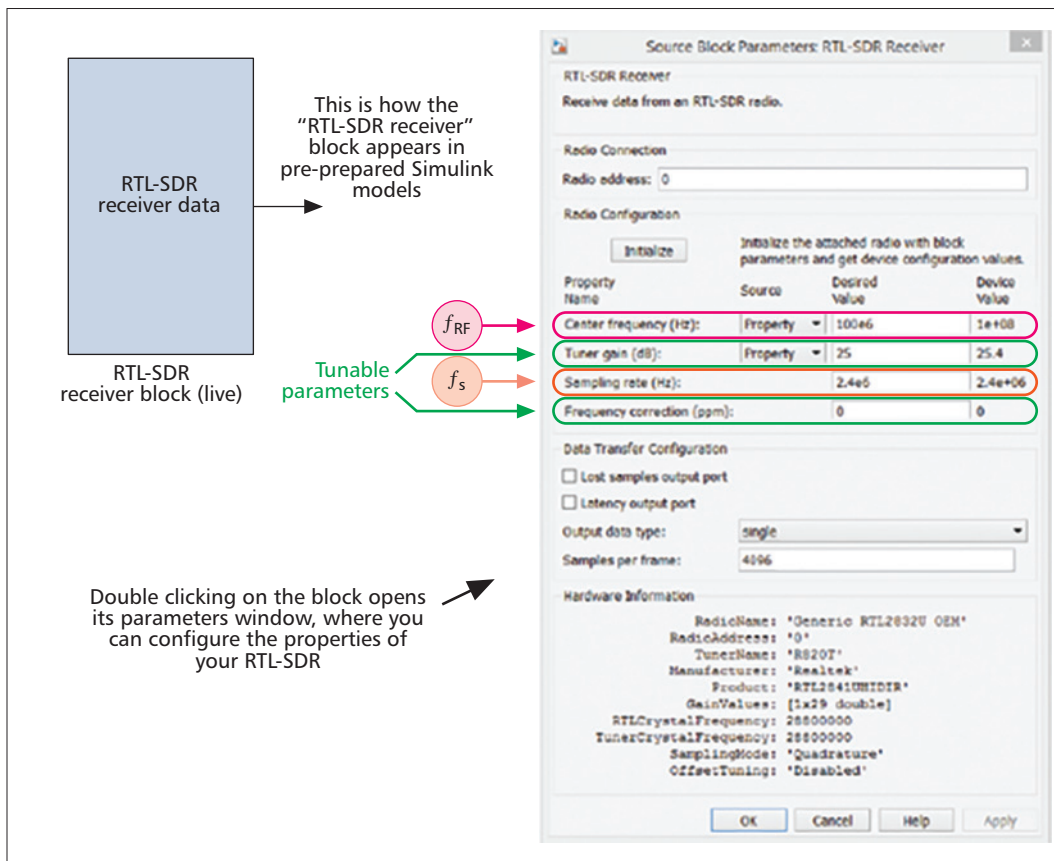 RTL-SDR
receiver data
RTL-SDR
receiver block (live)
This is how the
“RTL-SDR receiver”
block appears in
pre-prepared Simulink
models
fRF
Tunable
parameters
fs
Double clicking on the block opens
its parameters window, where you
can configure the properties of
your RTL-SDR
Source Block Parameters: RTL-SDR Receiver
RTL-SDR Receiver
Receive data from an RTL-SDR radio.
Radio Connection
Radio address: 0
Radio Configuration
Initialize
Initialize the attached radio with block
parameters and get device configuration values.
Property Name Source Desired Value Device Value
Center frequency (Hz): Property 100e6 1e+08
Tuner gain (dB): Property 25 25.4
Sampling rate (Hz): 2.4e6 2.4e+06
Frequency correction (ppm): 0 0
Data Transfer Configuration
Lost samples output port
Latency output port
Output data type: single
Samples per frame: 4096
Hardware Information
RadioName: 'Generic RTL2832U OEM'
RadioAddress: '0'
TunerName: 'R820T'
Manufacturer: 'Realtek'
Product: 'RTL2841UHIDIR'
GainValues: [1x29 double]
RTLCrystalFrequency: 28800000
TunerCrystalFrequency: 28800000
SamplingMode: 'Quadrature'
OffsetTuning: 'Disabled'
OK Cancel Help Apply